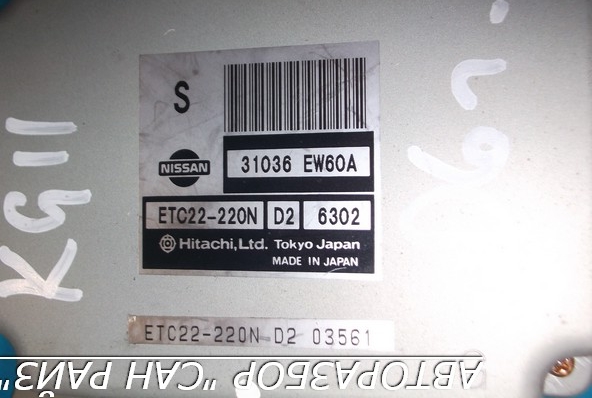 S
NISSAN
31036 EW60A
ETC22-220N D2 6302
Hitachi, Ltd. Tokyo Japan
MADE IN JAPAN
ETC22-220N D2 03561
KG11
АВТОРАЗБОР "САН РАЙЗ"